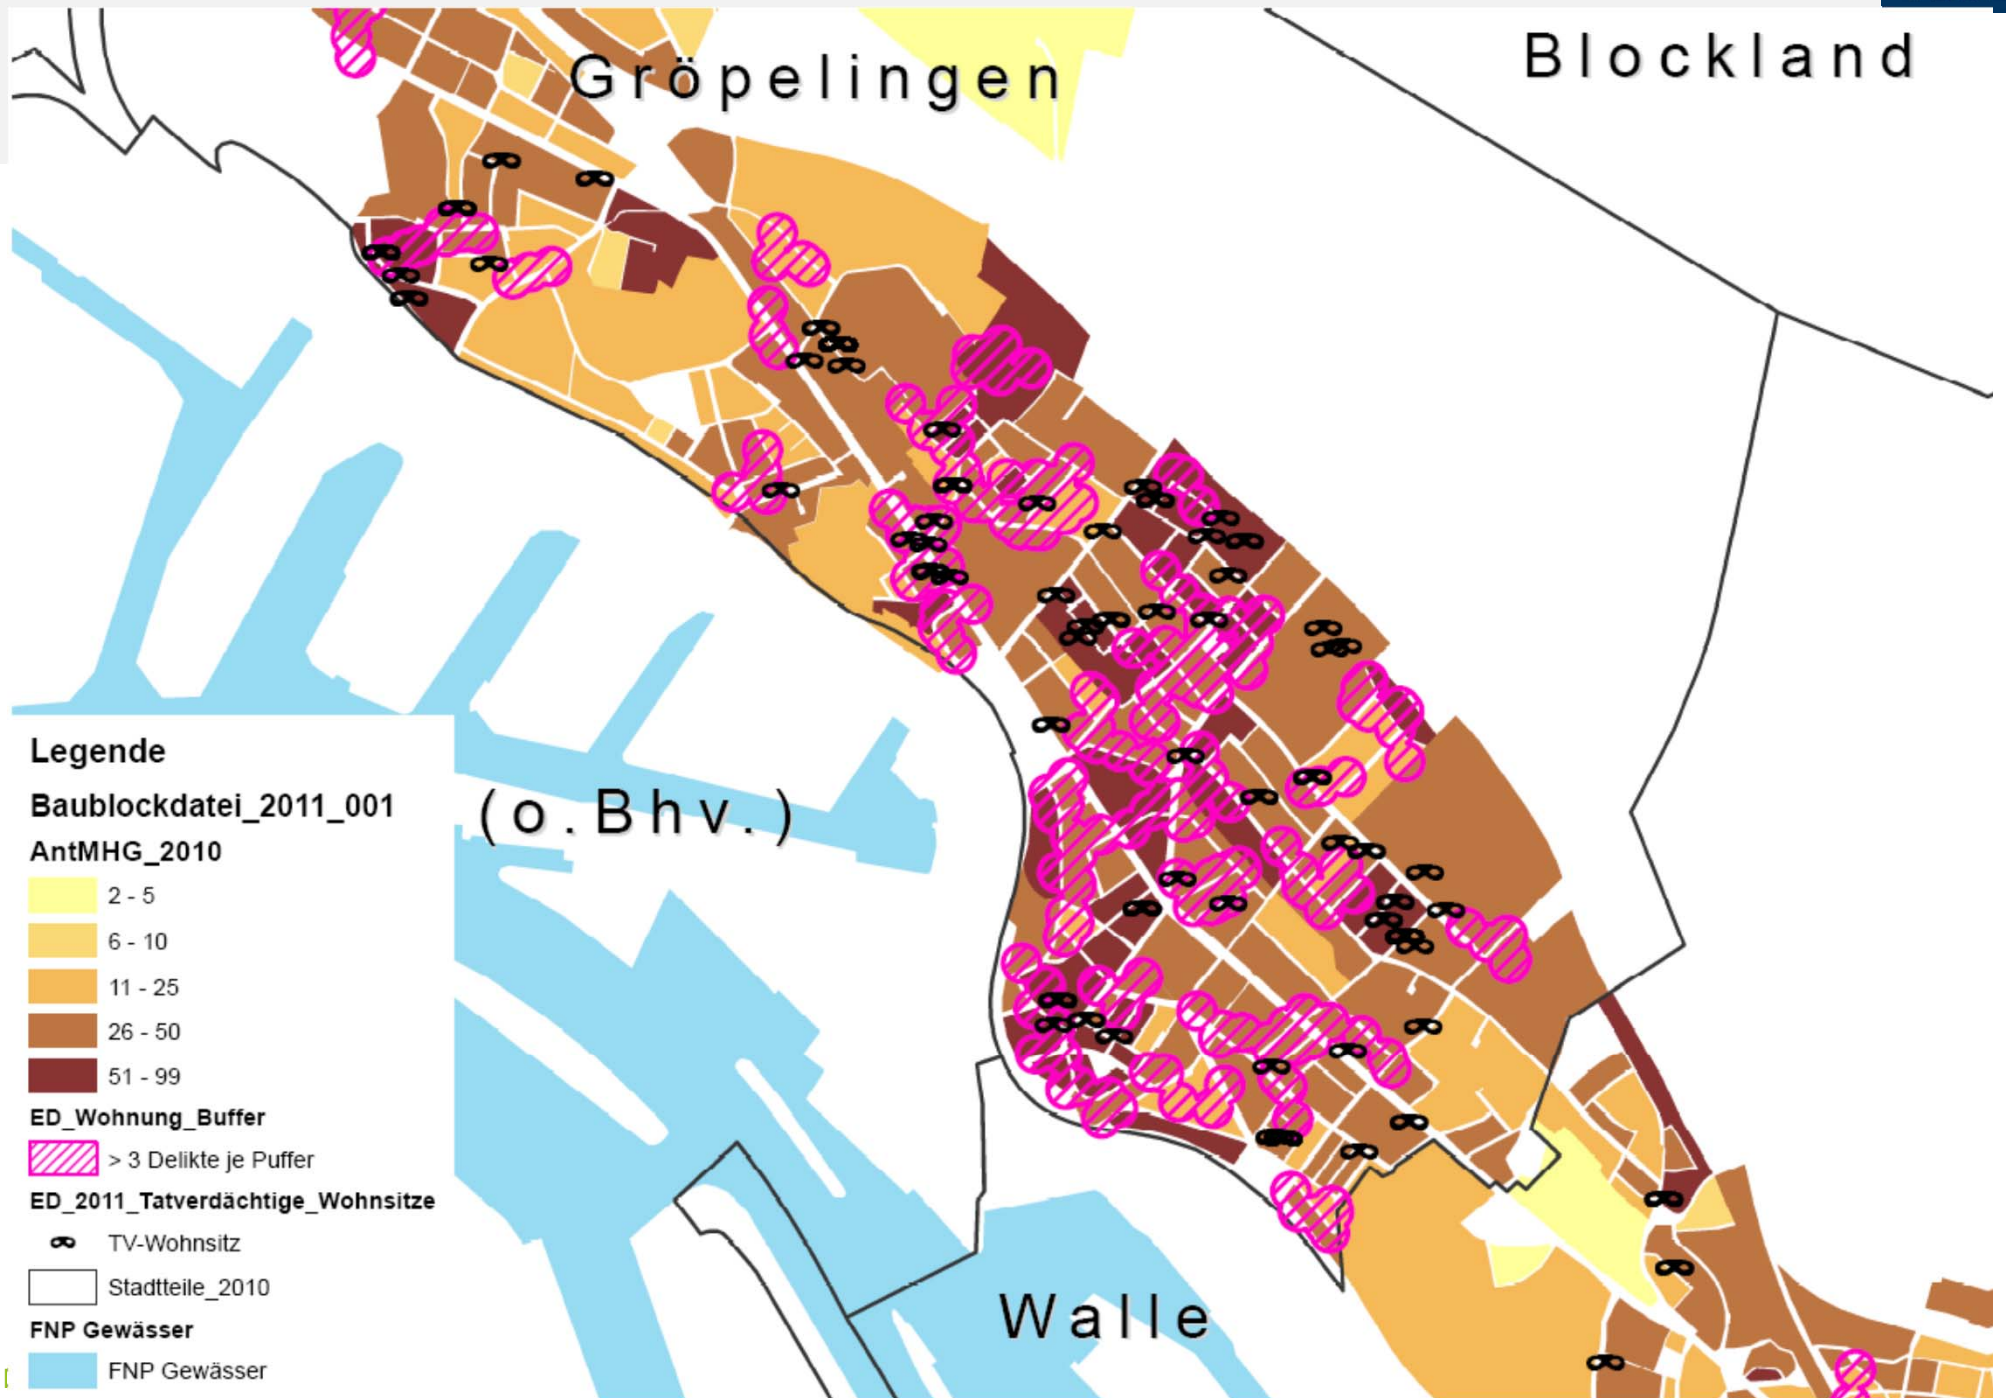 Gröpelingen
Blockland
(o.Bhv.)
Walle
Legende
Baublockdatei_2011_001
AntMHG_2010
2 - 5
6 - 10
11 - 25
26 - 50
51 - 99
ED_Wohnung_Buffer
> 3 Delikte je Puffer
ED_2011_Tatverdächtige_Wohnsitze
TV-Wohnsitz
Stadtteile_2010
FNP Gewässer
FNP Gewässer